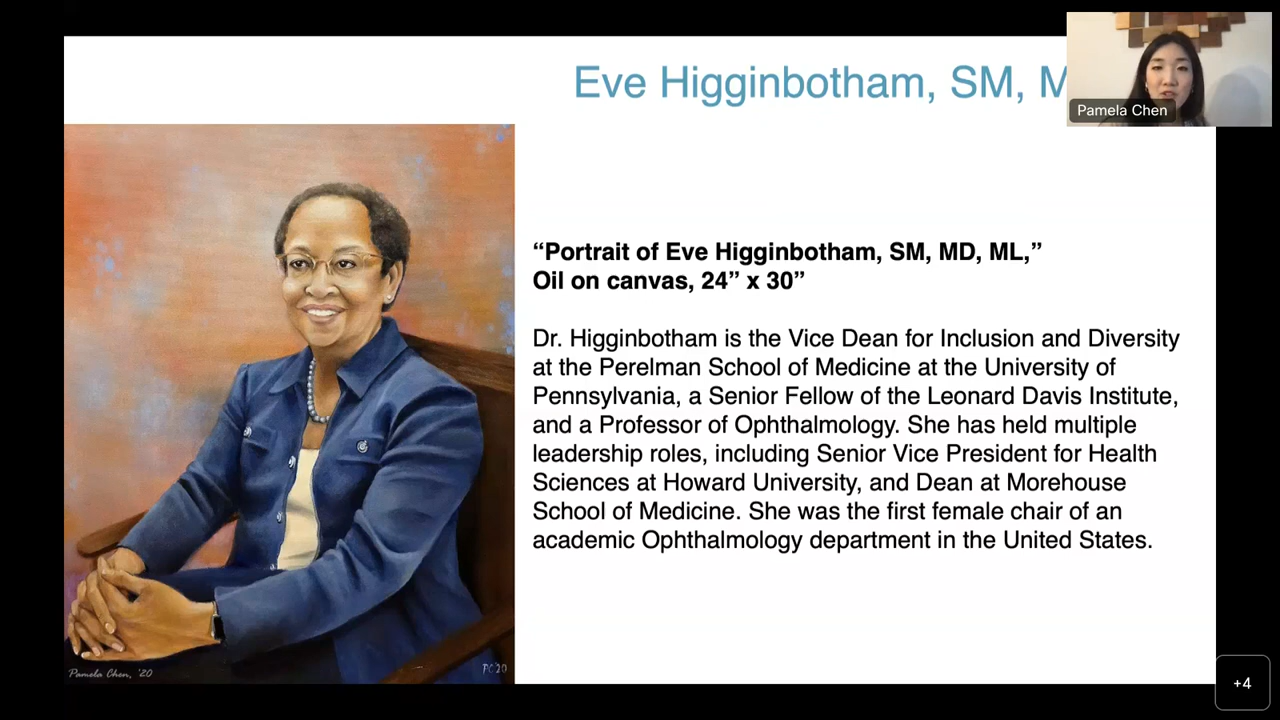 Eve Higginbotham, SM, M
Pamela Chen
“Portrait of Eve Higginbotham, SM, MD, ML,”
Oil on canvas, 24” x 30”
Dr. Higginbotham is the Vice Dean for Inclusion and Diversity
at the Perelman School of Medicine at the University of
Pennsylvania, a Senior Fellow of the Leonard Davis Institute,
and a Professor of Ophthalmology. She has held multiple
leadership roles, including Senior Vice President for Health
Sciences at Howard University, and Dean at Morehouse
School of Medicine. She was the first female chair of an
academic Ophthalmology department in the United States.
Pamela Chen, '20
PC'20
+4